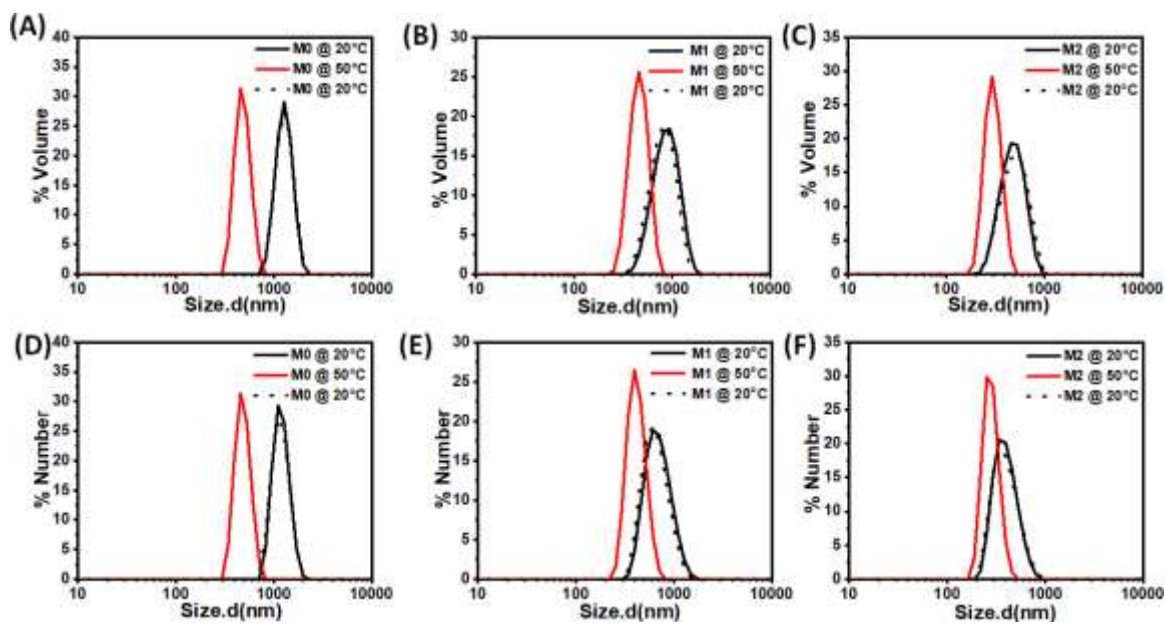 (A)
40
35
30
25
20
15
10
5
0
% Volume
M0 @ 20°C
M0 @ 50°C
M0 @ 20°C
10
100
1000
10000
Size.d(nm)
(B)
30
25
20
15
10
5
0
% Volume
M1 @ 20°C
M1 @ 50°C
M1 @ 20°C
10
100
1000
10000
Size.d(nm)
(C)
35
30
25
20
15
10
5
0
% Volume
M2 @ 20°C
M2 @ 50°C
M2 @ 20°C
10
100
1000
10000
Size.d(nm)
(D)
40
35
30
25
20
15
10
5
0
% Number
M0 @ 20°C
M0 @ 50°C
M0 @ 20°C
10
100
1000
10000
Size.d(nm)
(E)
30
25
20
15
10
5
0
% Number
M1 @ 20°C
M1 @ 50°C
M1 @ 20°C
10
100
1000
10000
Size.d(nm)
(F)
35
30
25
20
15
10
5
0
% Number
M2 @ 20°C
M2 @ 50°C
M2 @ 20°C
10
100
1000
10000
Size.d(nm)